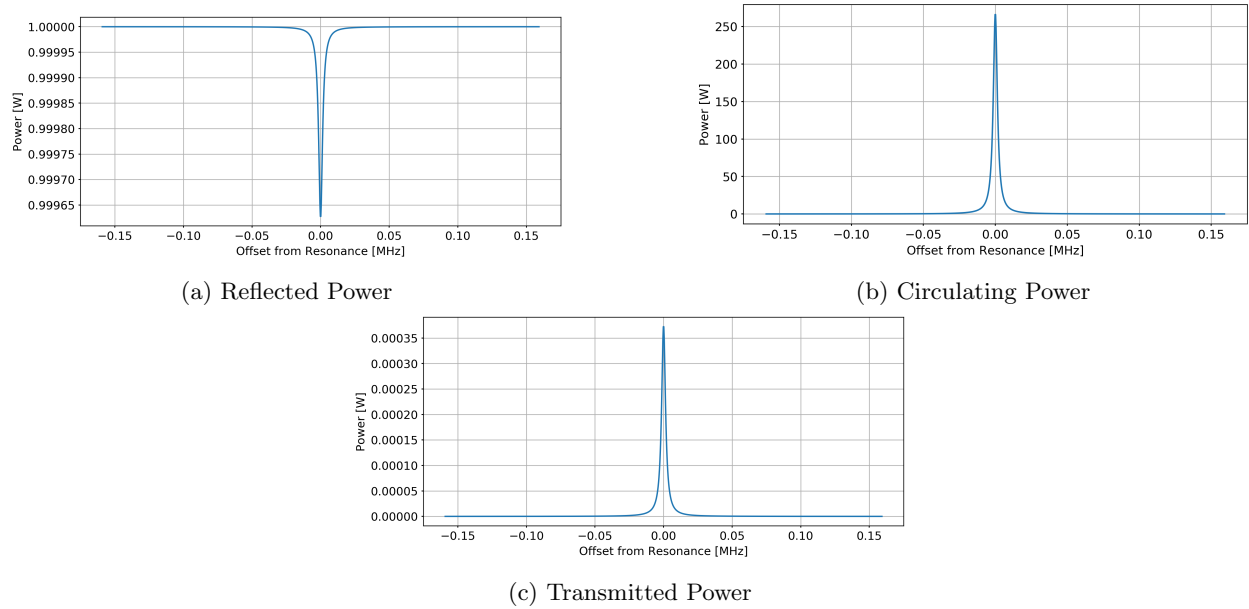 1.00000
0.99995
0.99990
0.99985
0.99980
0.99975
0.99970
0.99965
Power [W]
−0.15 −0.10 −0.05 0.00 0.05 0.10 0.15
Offset from Resonance [MHz]
(a) Reflected Power
250
200
150
100
50
0
Power [W]
−0.15 −0.10 −0.05 0.00 0.05 0.10 0.15
Offset from Resonance [MHz]
(b) Circulating Power
0.00035
0.00030
0.00025
0.00020
0.00015
0.00010
0.00005
0.00000
Power [W]
−0.15 −0.10 −0.05 0.00 0.05 0.10 0.15
Offset from Resonance [MHz]
(c) Transmitted Power